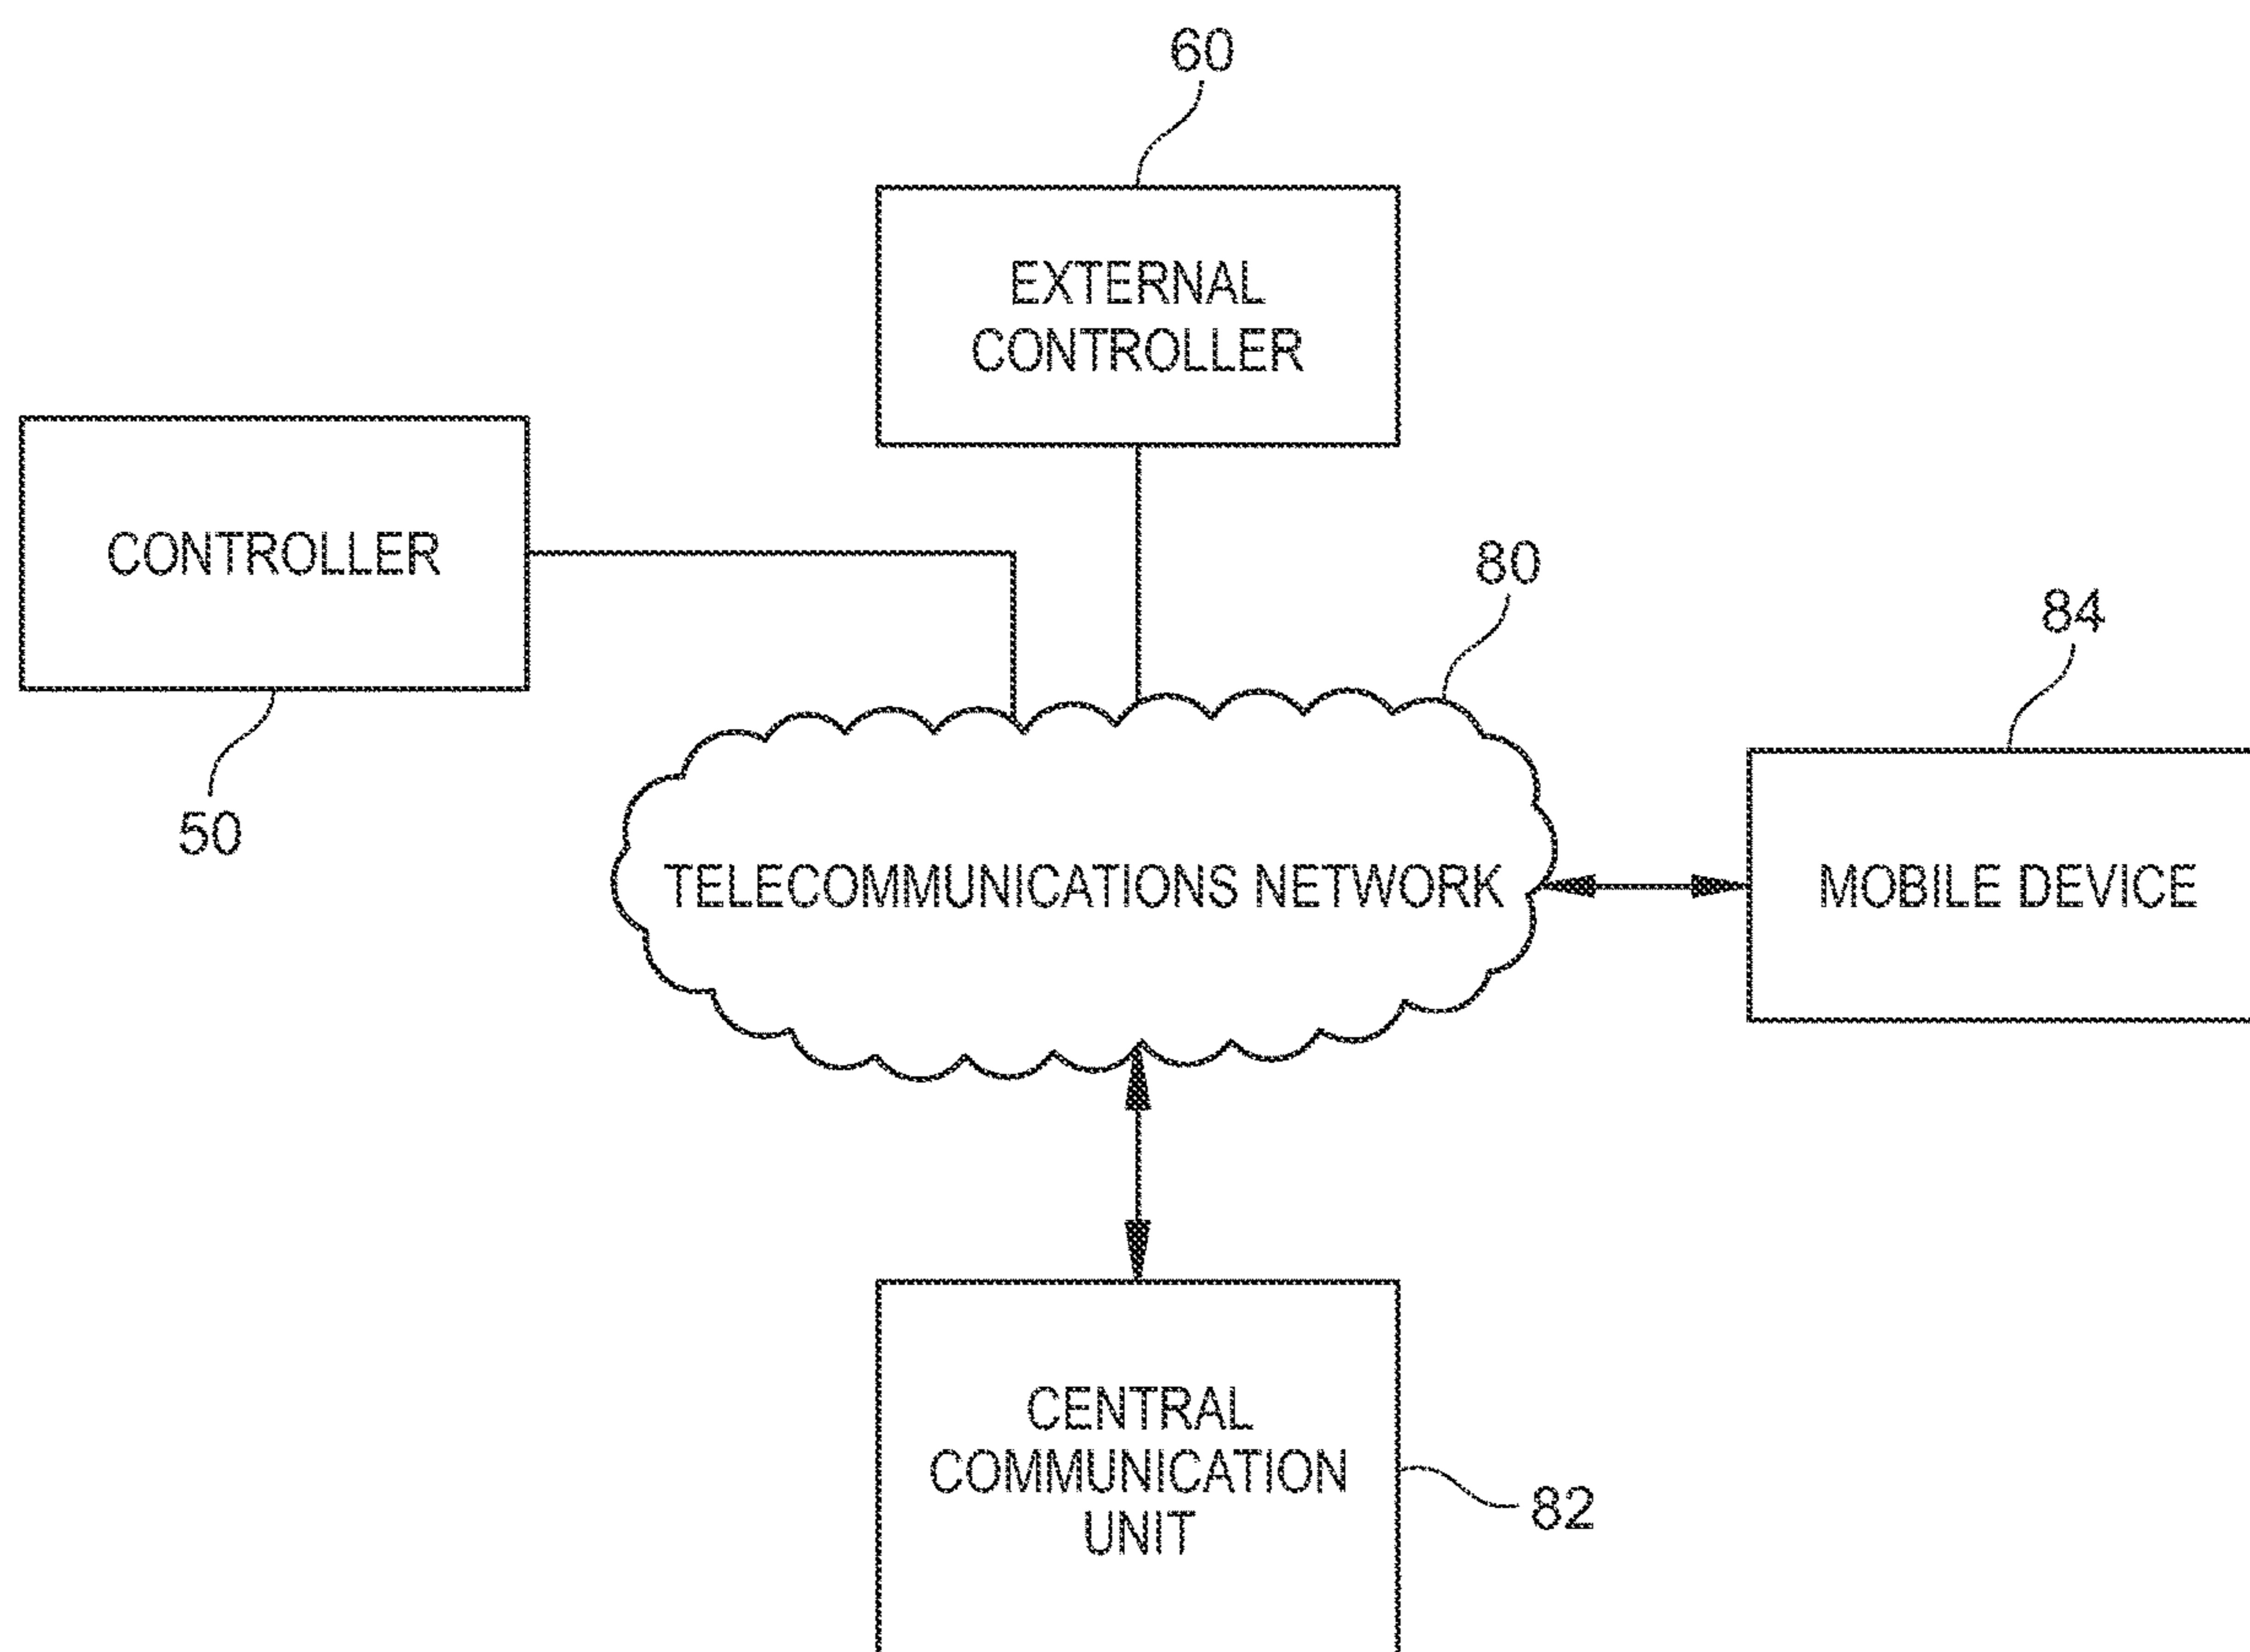 60
EXTERNAL
CONTROLLER
CONTROLLER
80
84
50
TELECOMMUNICATIONS NETWORK
MOBILE DEVICE
CENTRAL
COMMUNICATION
UNIT
82